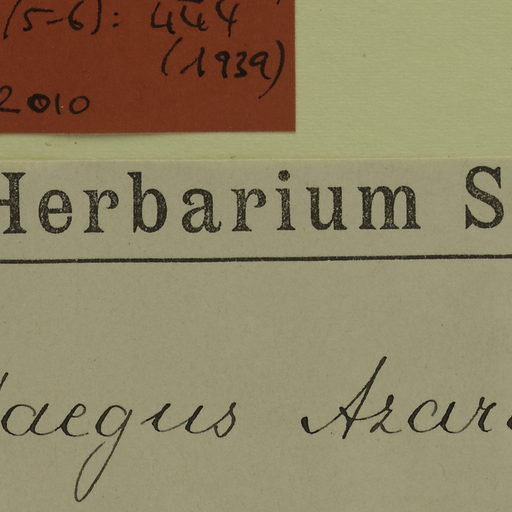 (5-6): 444
(1939)
2010
Herbarium S
aegus Azar